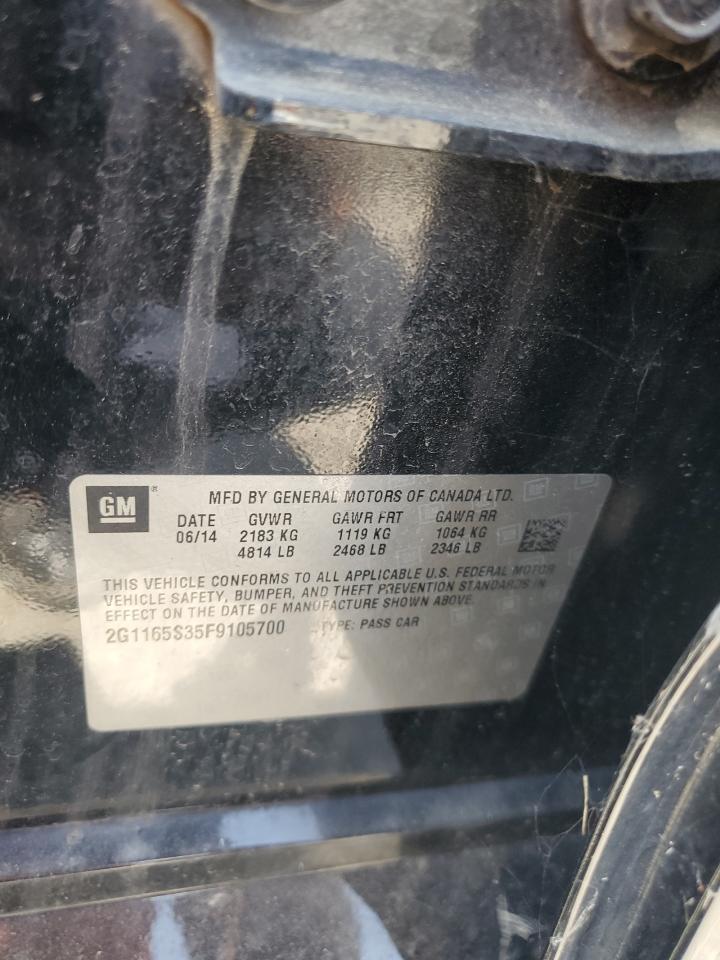 GM ®
MFD BY GENERAL MOTORS OF CANADA LTD.
DATE GVWR GAWR FRT GAWR RR
06/14 2183 KG 1119 KG 1064 KG
4814 LB 2468 LB 2346 LB
THIS VEHICLE CONFORMS TO ALL APPLICABLE U.S. FEDERAL MOTOR
VEHICLE SAFETY, BUMPER, AND THEFT PREVENTION STANDARDS IN
EFFECT ON THE DATE OF MANUFACTURE SHOWN ABOVE.
2G1165S35F9105700 TYPE: PASS CAR